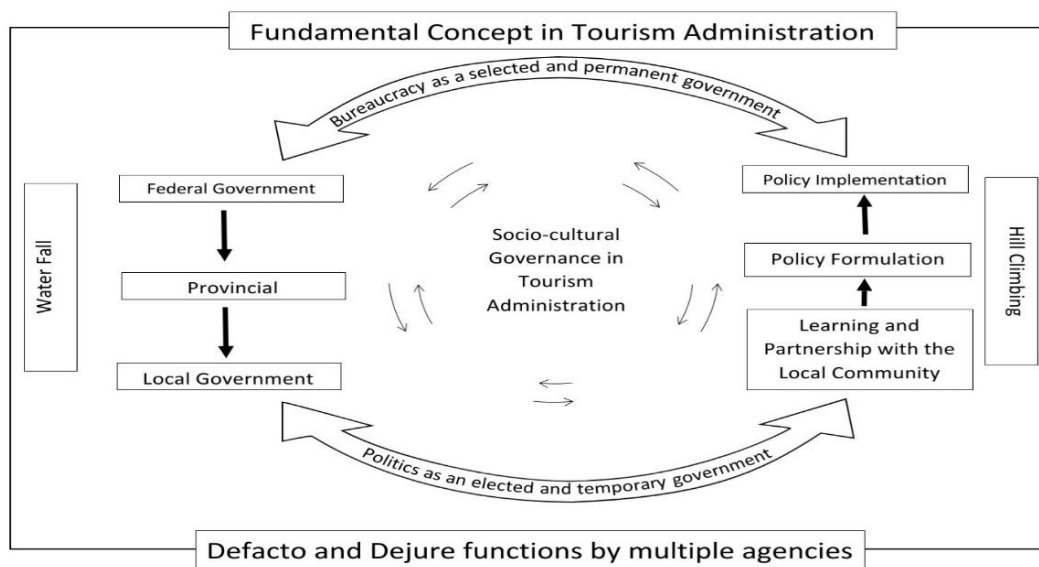 Fundamental Concept in Tourism Administration
Bureaucracy as a selected and permanent government
Water Fall
Federal Government
Provincial
Local Government
Socio-cultural
Governance in
Tourism
Administration
Policy Implementation
Policy Formulation
Learning and
Partnership with the
Local Community
Hill Climbing
Politics as an elected and temporary government
Defacto and Dejure functions by multiple agencies